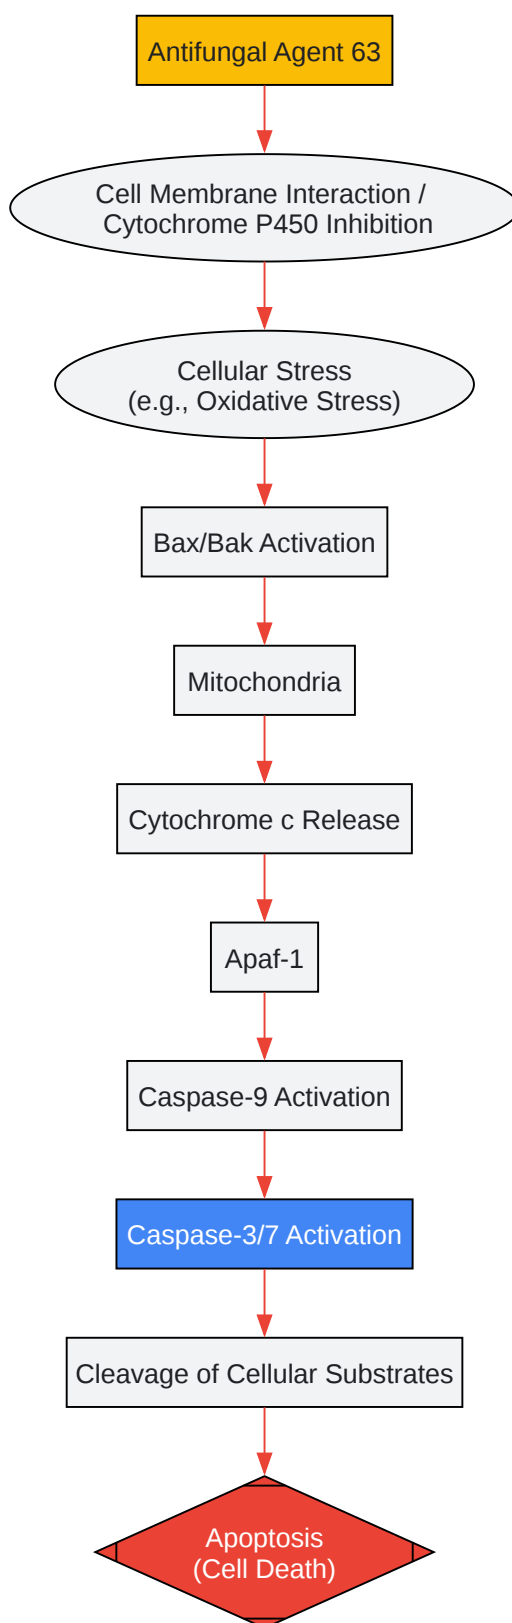 Antifungal Agent 63
Cell Membrane Interaction /
Cytochrome P450 Inhibition
Cellular Stress
(e.g., Oxidative Stress)
Bax/Bak Activation
Mitochondria
Cytochrome c Release
Apaf-1
Caspase-9 Activation
Caspase-3/7 Activation
Cleavage of Cellular Substrates
Apoptosis
(Cell Death)